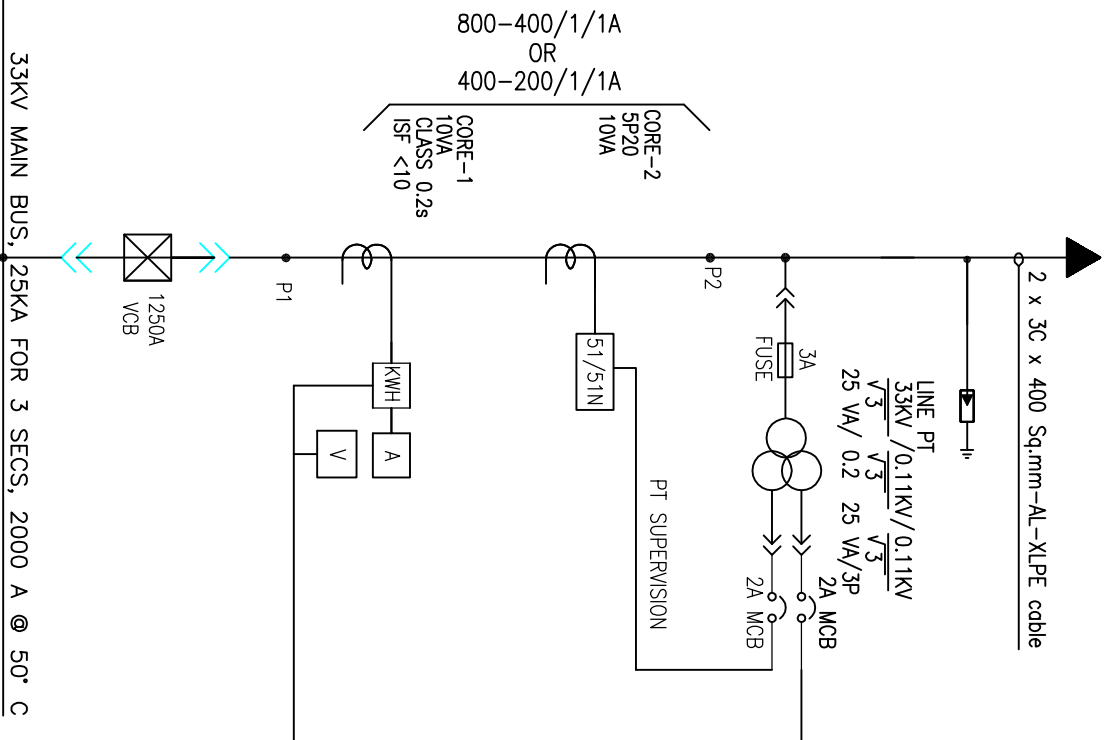 800-400/1/1A
OR
400-200/1/1A
CORE-2
5P20
10VA
CORE-1
10VA
CLASS 0.2s
ISF <10
33KV MAIN BUS, 25KA FOR 3 SECS, 2000 A @ 50° C
1250A
VCB
P1
P2
KWH
A
V
51/51N
PT SUPERVISION
3A
FUSE
LINE PT
33KV /0.11KV/0.11KV
√3 √3 √3
25 VA/ 0.2 25 VA/3P
2A MCB
2A MCB
2 x 3C x 400 Sq.mm-AL-XLPE cable